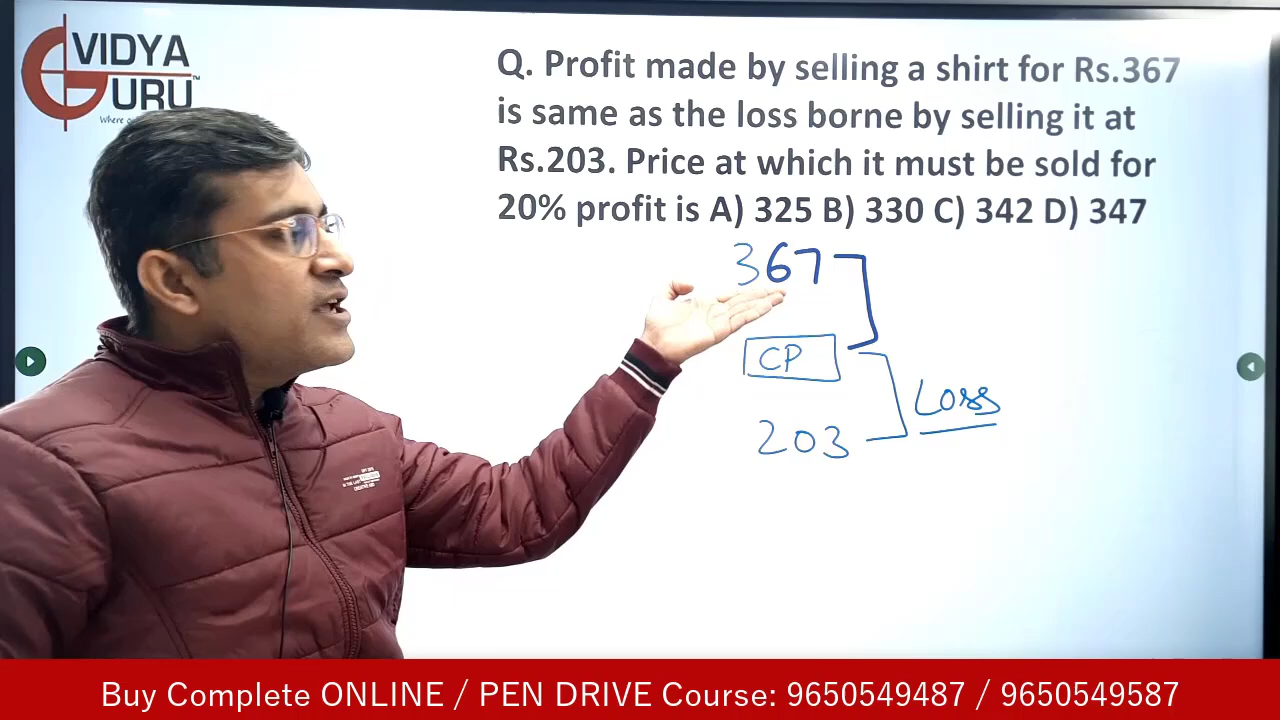 VIDYA
GURU
TM
Where
Q. Profit made by selling a shirt for Rs.367
is same as the loss borne by selling it at
Rs.203. Price at which it must be sold for
20% profit is A) 325 B) 330 C) 342 D) 347
367
CP
Loss
203
Buy Complete ONLINE / PEN DRIVE Course: 9650549487 / 9650549587